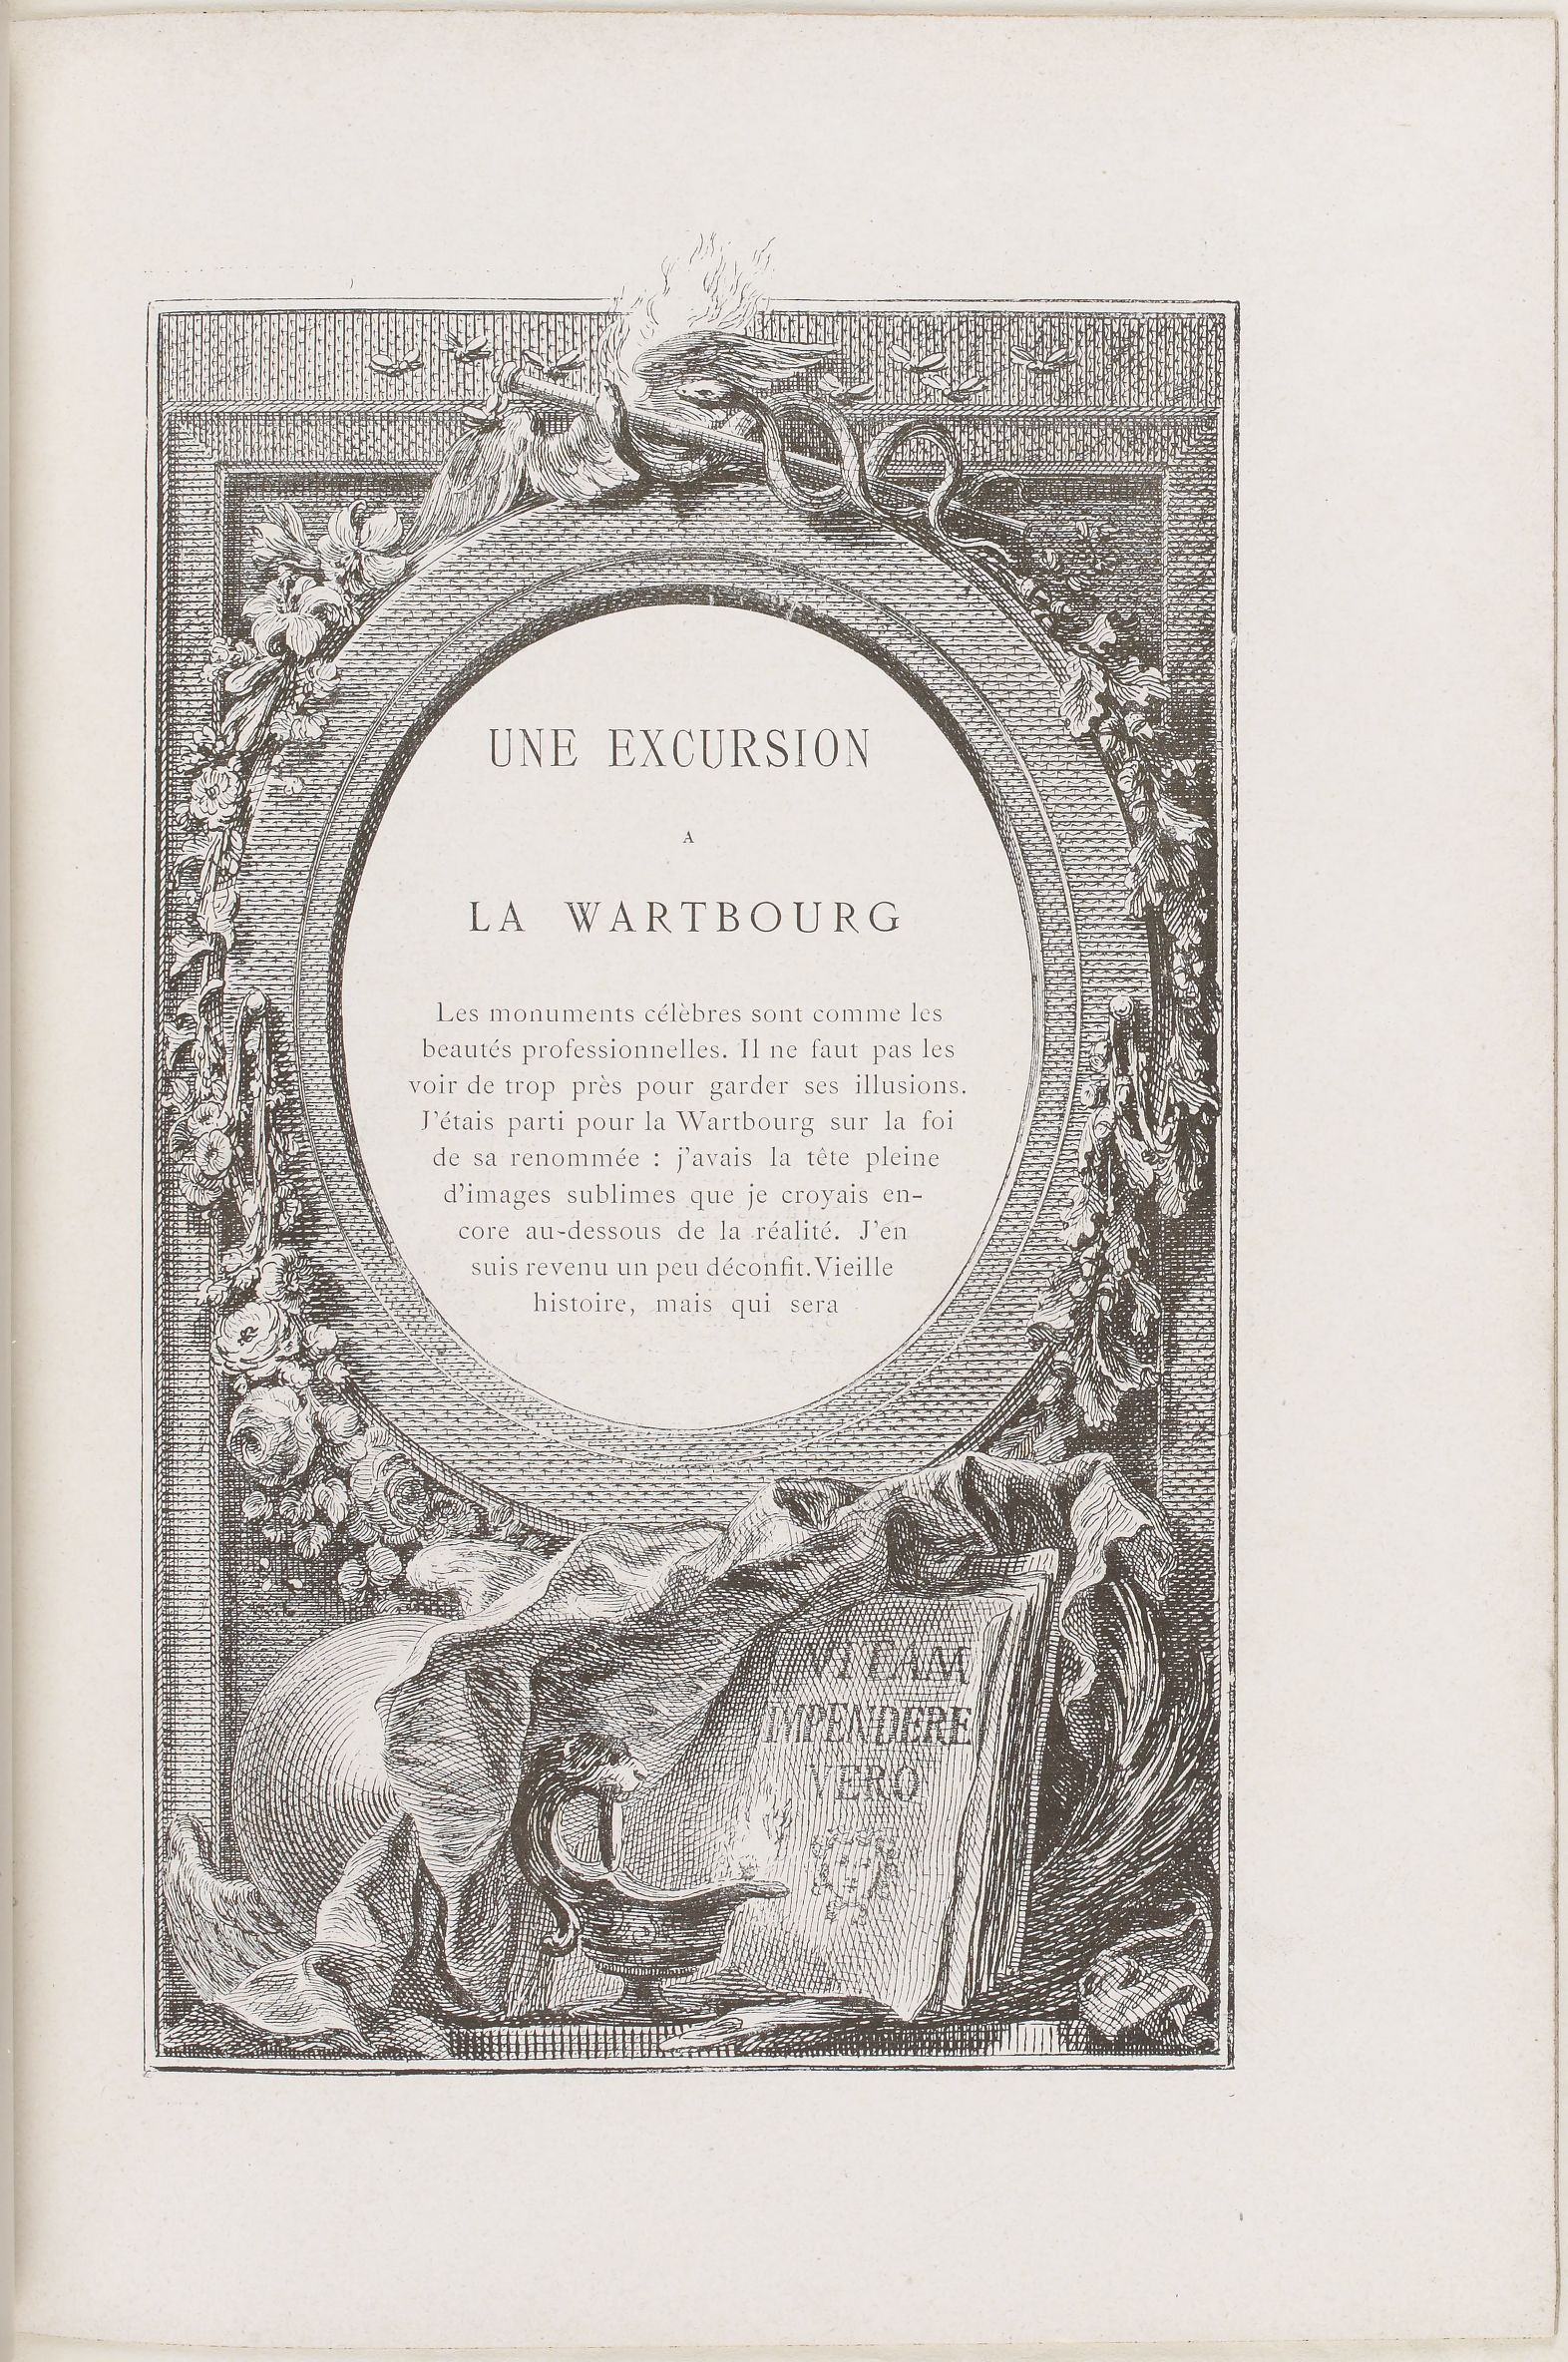 UNE EXCURSION
A
LA WARTBOURG
Les monuments célèbres sont comme les
beautés professionnelles. Il ne faut pas les
voir de trop près pour garder ses illusions.
J'étais parti pour la Wartbourg sur la foi
de sa renommée : j'avais la tête pleine
d'images sublimes que je croyais en-
core au-dessous de la réalité. J'en
suis revenu un peu déconfit. Vieille
histoire, mais qui sera
VITAM
IMPENDERE
VERO